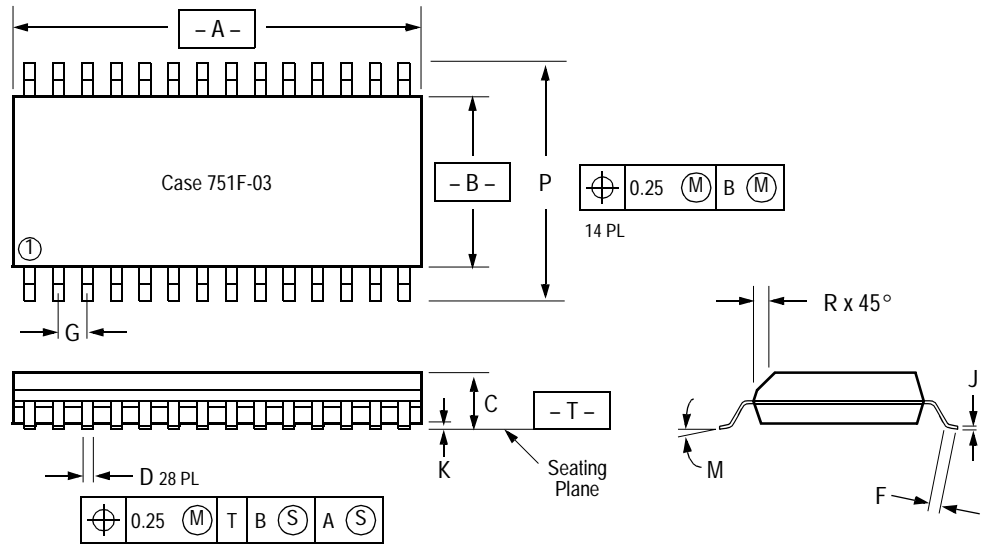 – A –
Case 751F-03
– B –
P
⌖ 0.25 Ⓜ B Ⓜ
14 PL
①
G
R x 45°
C
– T –
J
K
Seating
Plane
M
D 28 PL
F
⌖ 0.25 Ⓜ T B Ⓢ A Ⓢ